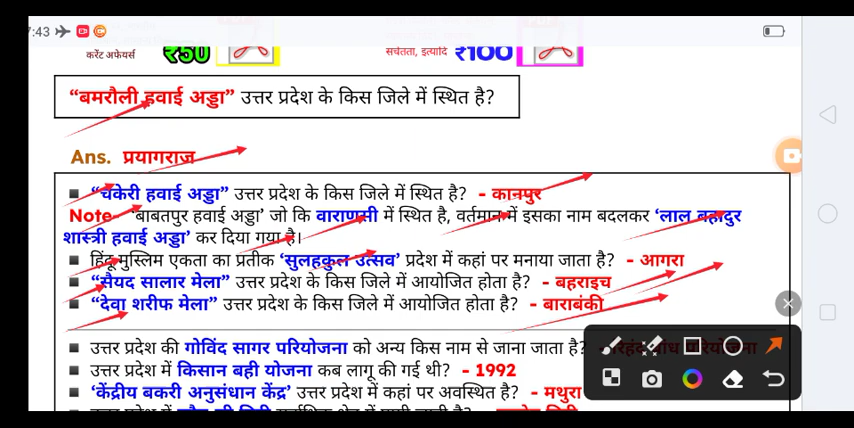 7:43
करेंट अफेयर्स ₹50
सचेतता, इत्यादि ₹100
“बमरौली हवाई अड्डा” उत्तर प्रदेश के किस जिले में स्थित है?
Ans. प्रयागराज
“चकेरी हवाई अड्डा” उत्तर प्रदेश के किस जिले में स्थित है? - कानपुर
Note- ‘बाबतपुर हवाई अड्डा’ जो कि वाराणसी में स्थित है, वर्तमान में इसका नाम बदलकर ‘लाल बहादुर
शास्त्री हवाई अड्डा’ कर दिया गया है।
हिंदू मुस्लिम एकता का प्रतीक ‘सुलहकुल उत्सव’ प्रदेश में कहां पर मनाया जाता है? - आगरा
“सैयद सालार मेला” उत्तर प्रदेश के किस जिले में आयोजित होता है? - बहराइच
“देवा शरीफ मेला” उत्तर प्रदेश के किस जिले में आयोजित होता है? - बाराबंकी
उत्तर प्रदेश की गोविंद सागर परियोजना को अन्य किस नाम से जाना जाता है?
उत्तर प्रदेश में किसान बही योजना कब लागू की गई थी? - 1992
‘केंद्रीय बकरी अनुसंधान केंद्र’ उत्तर प्रदेश में कहां पर अवस्थित है? - मथुरा